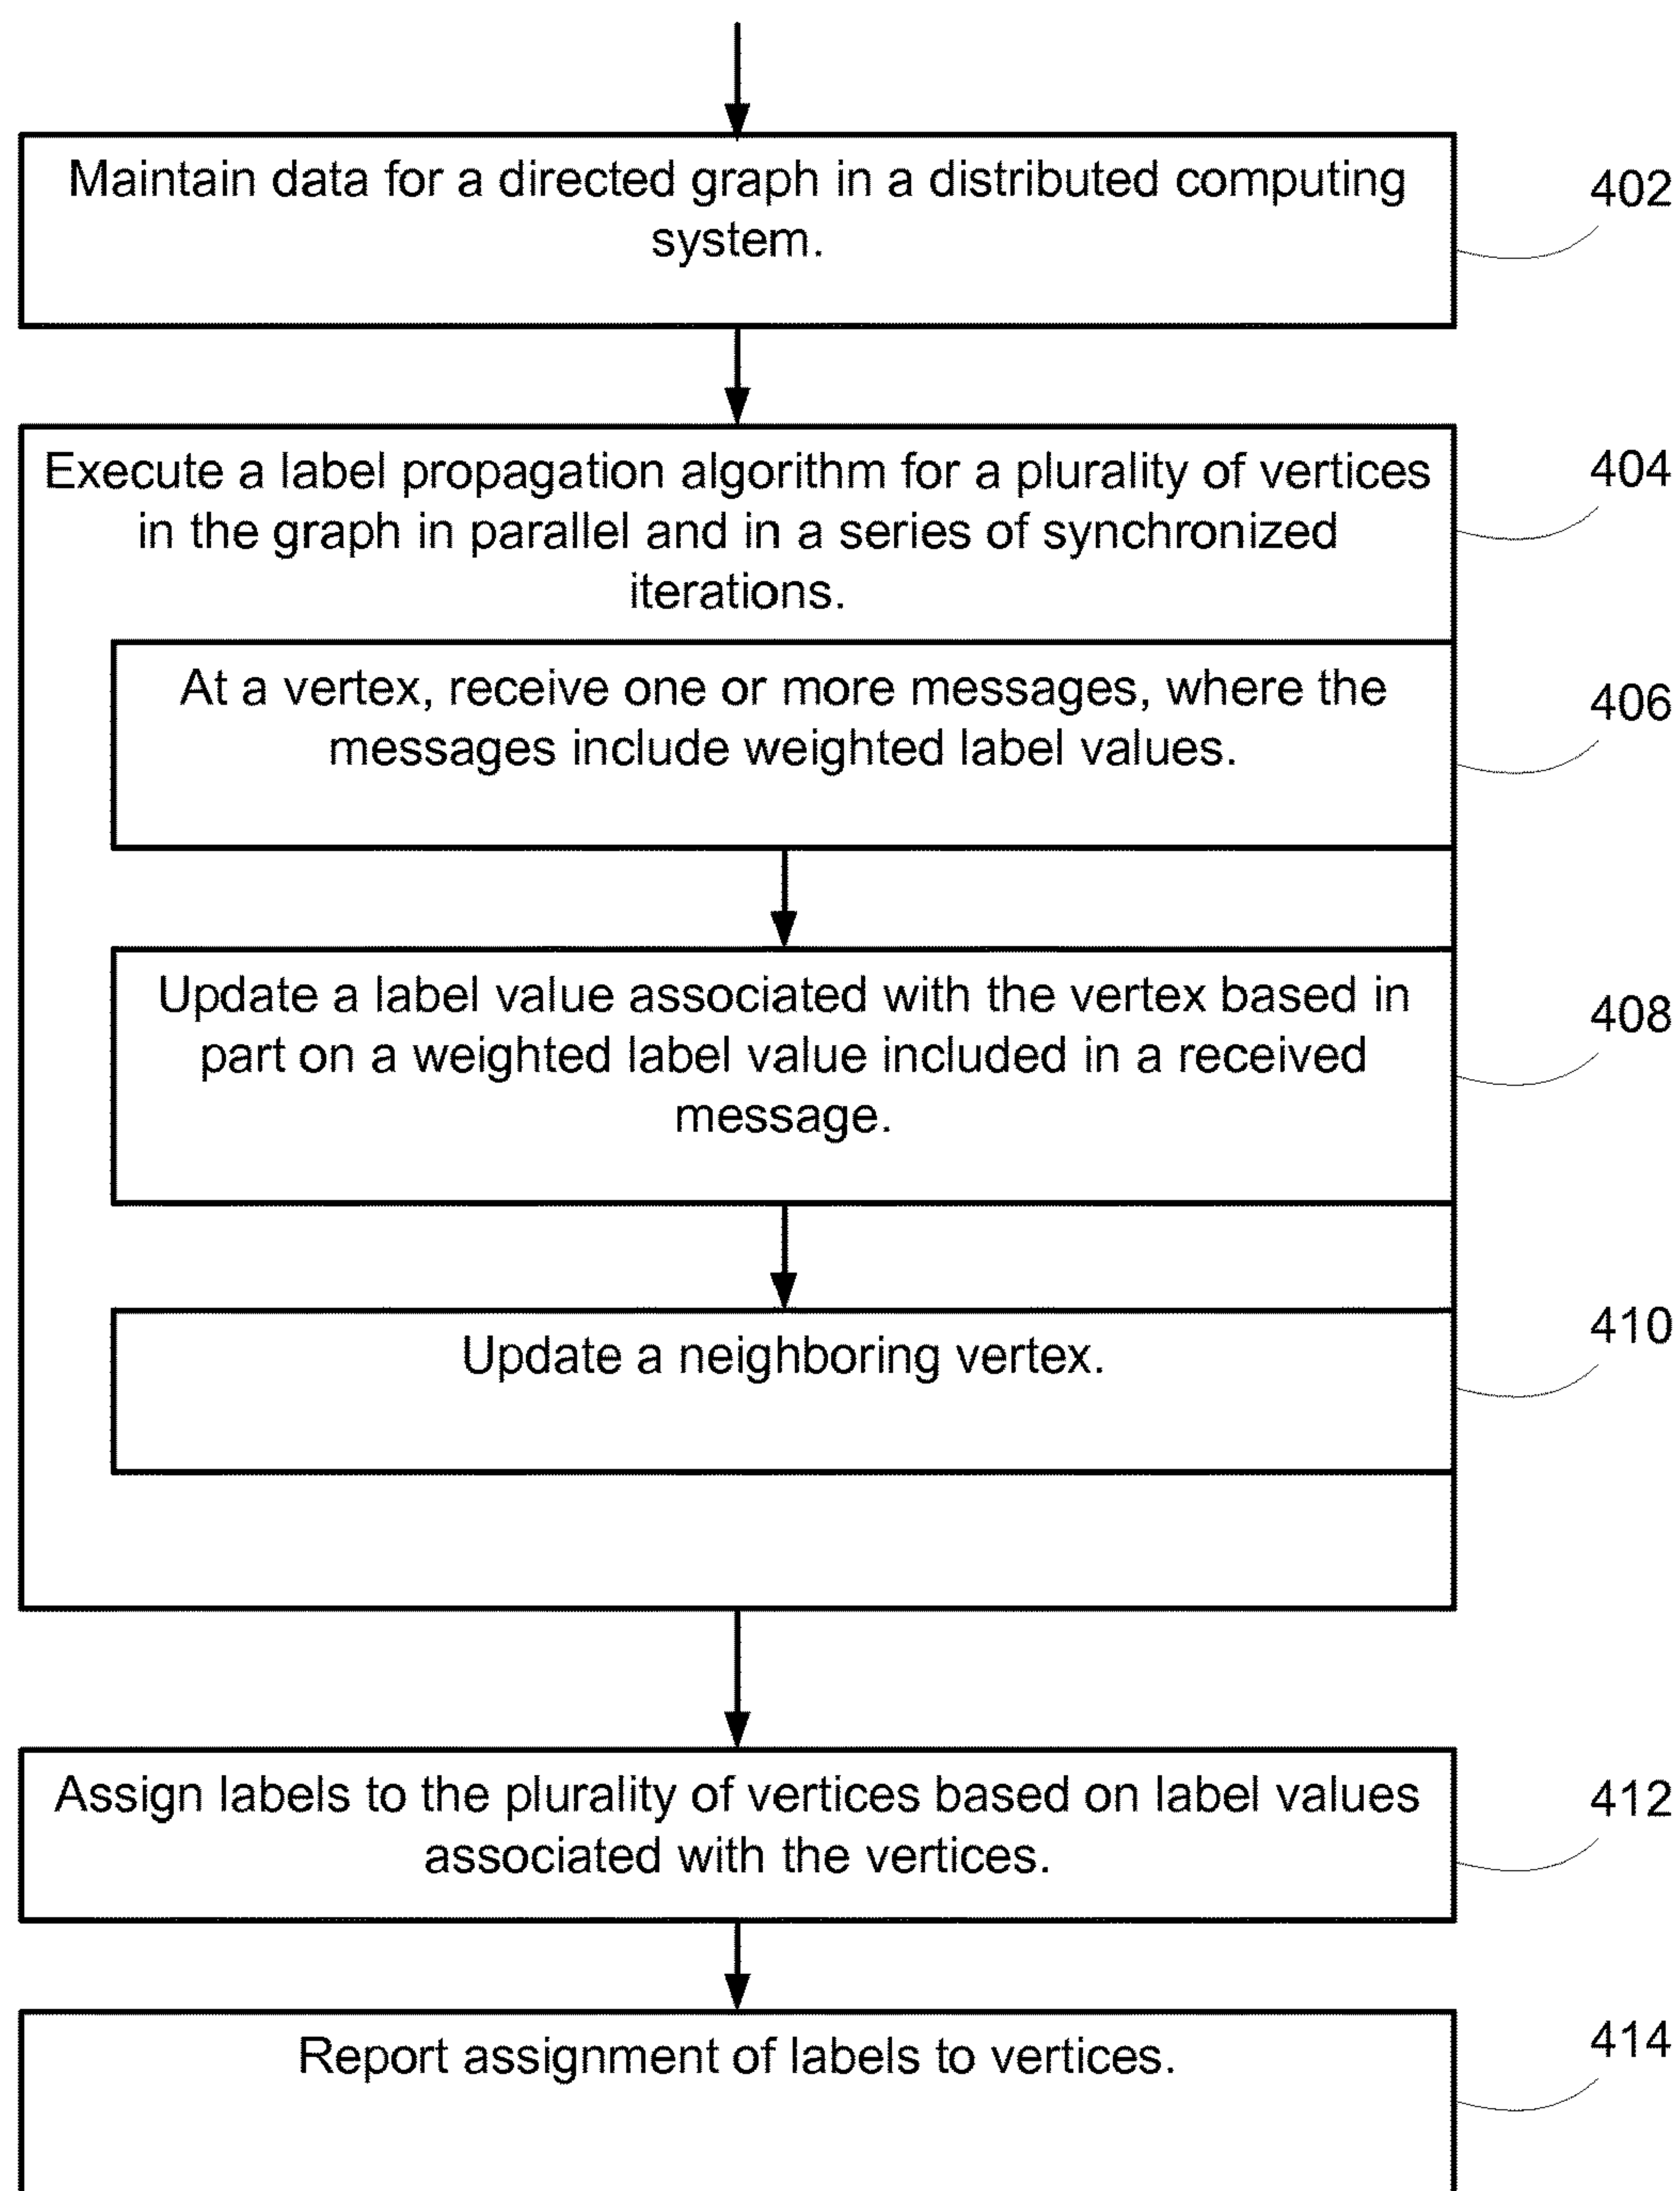 Maintain data for a directed graph in a distributed computing
system.
402
Execute a label propagation algorithm for a plurality of vertices
in the graph in parallel and in a series of synchronized
iterations.
404
At a vertex, receive one or more messages, where the
messages include weighted label values.
406
Update a label value associated with the vertex based in
part on a weighted label value included in a received
message.
408
Update a neighboring vertex.
410
Assign labels to the plurality of vertices based on label values
associated with the vertices.
412
Report assignment of labels to vertices.
414